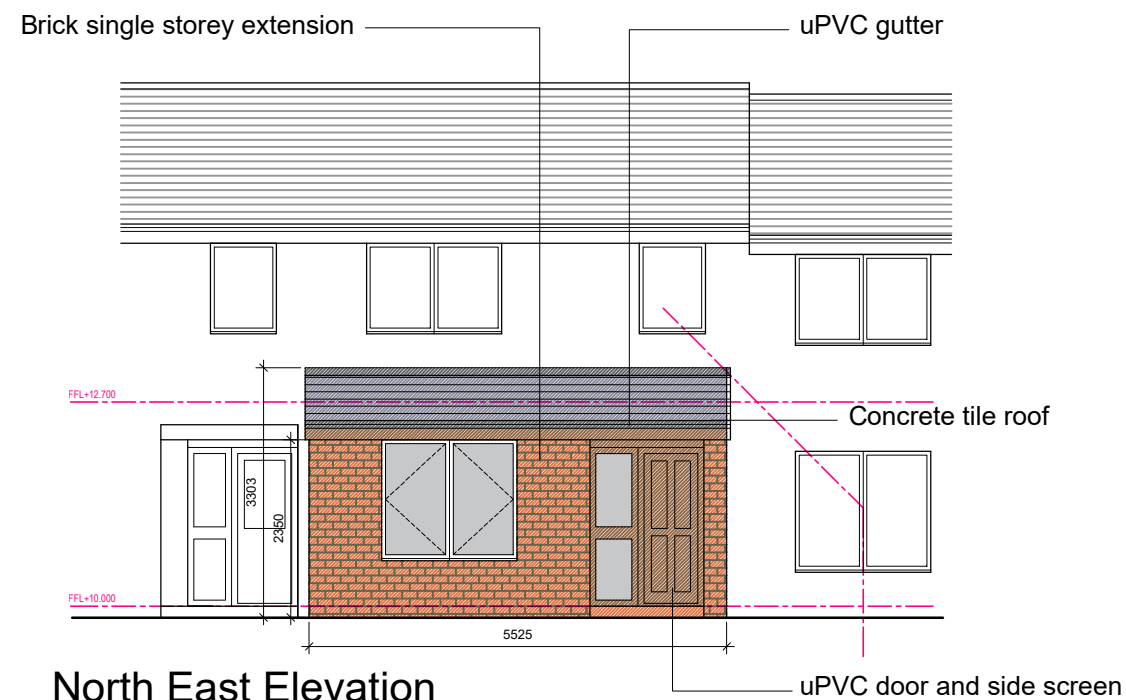 Brick single storey extension
uPVC gutter
FFL+12.700
Concrete tile roof
3303
2350
FFL+10.000
5525
North East Elevation
uPVC door and side screen